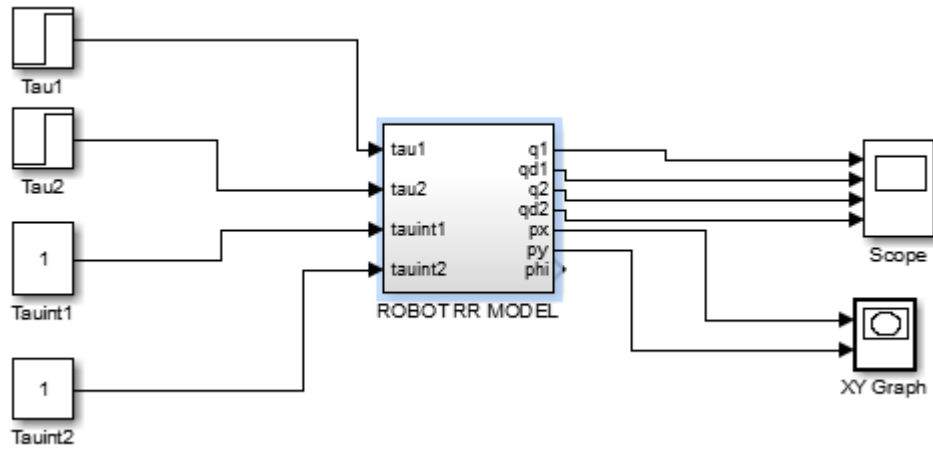 Tau1
Tau2
1
Tauint1
1
Tauint2
tau1
tau2
tauint1
tauint2
q1
qd1
q2
qd2
px
py
phi
ROBOT RR MODEL
Scope
XY Graph